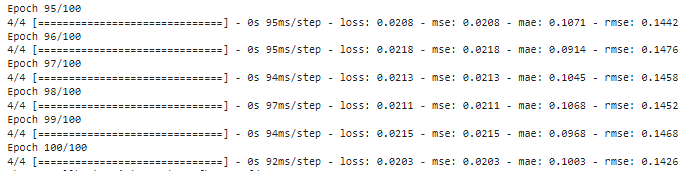 Epoch 95/100
4/4 [==============================] - 0s 95ms/step - loss: 0.0208 - mse: 0.0208 - mae: 0.1071 - rmse: 0.1442
Epoch 96/100
4/4 [==============================] - 0s 95ms/step - loss: 0.0218 - mse: 0.0218 - mae: 0.0914 - rmse: 0.1476
Epoch 97/100
4/4 [==============================] - 0s 94ms/step - loss: 0.0213 - mse: 0.0213 - mae: 0.1045 - rmse: 0.1458
Epoch 98/100
4/4 [==============================] - 0s 97ms/step - loss: 0.0211 - mse: 0.0211 - mae: 0.1068 - rmse: 0.1452
Epoch 99/100
4/4 [==============================] - 0s 94ms/step - loss: 0.0215 - mse: 0.0215 - mae: 0.0968 - rmse: 0.1468
Epoch 100/100
4/4 [==============================] - 0s 92ms/step - loss: 0.0203 - mse: 0.0203 - mae: 0.1003 - rmse: 0.1426